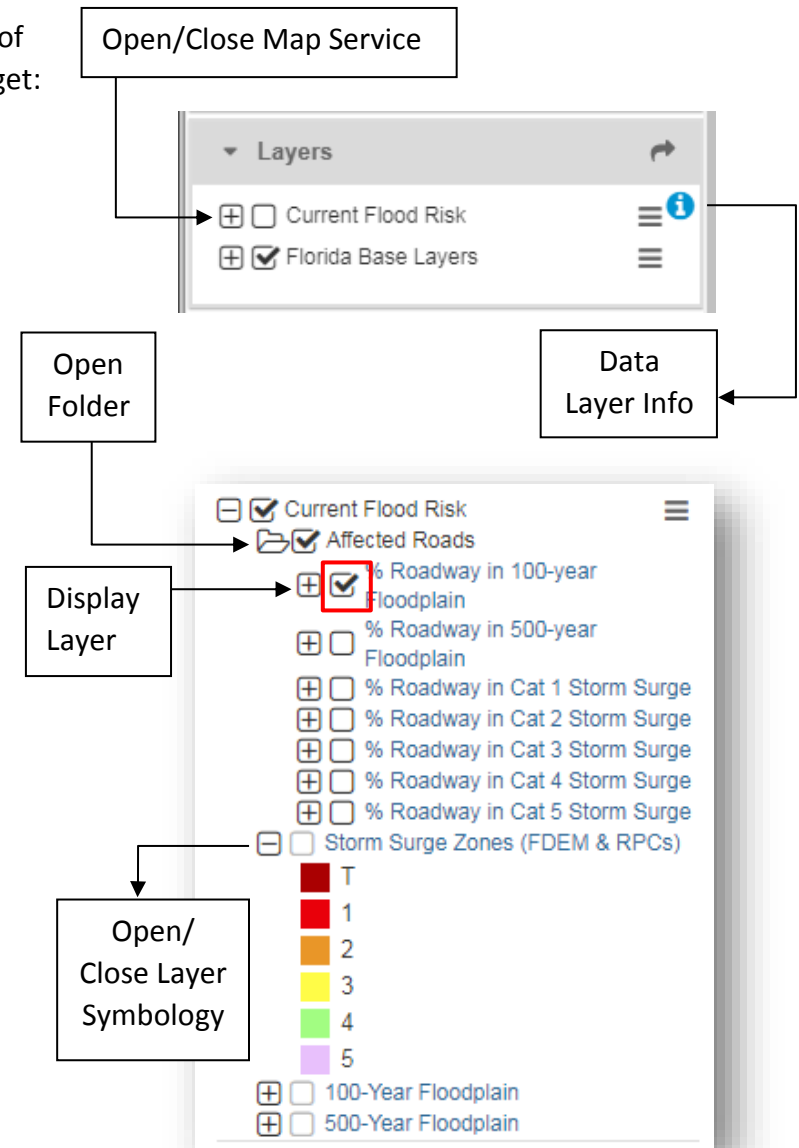 of
get:
Open/Close Map Service
Layers
Current Flood Risk
i
Florida Base Layers
Open
Folder
Data
Layer Info
Current Flood Risk
Affected Roads
% Roadway in 100-year
Floodplain
Display
Layer
% Roadway in 500-year
Floodplain
% Roadway in Cat 1 Storm Surge
% Roadway in Cat 2 Storm Surge
% Roadway in Cat 3 Storm Surge
% Roadway in Cat 4 Storm Surge
% Roadway in Cat 5 Storm Surge
Storm Surge Zones (FDEM & RPCs)
T
1
2
3
4
5
Open/
Close Layer
Symbology
100-Year Floodplain
500-Year Floodplain